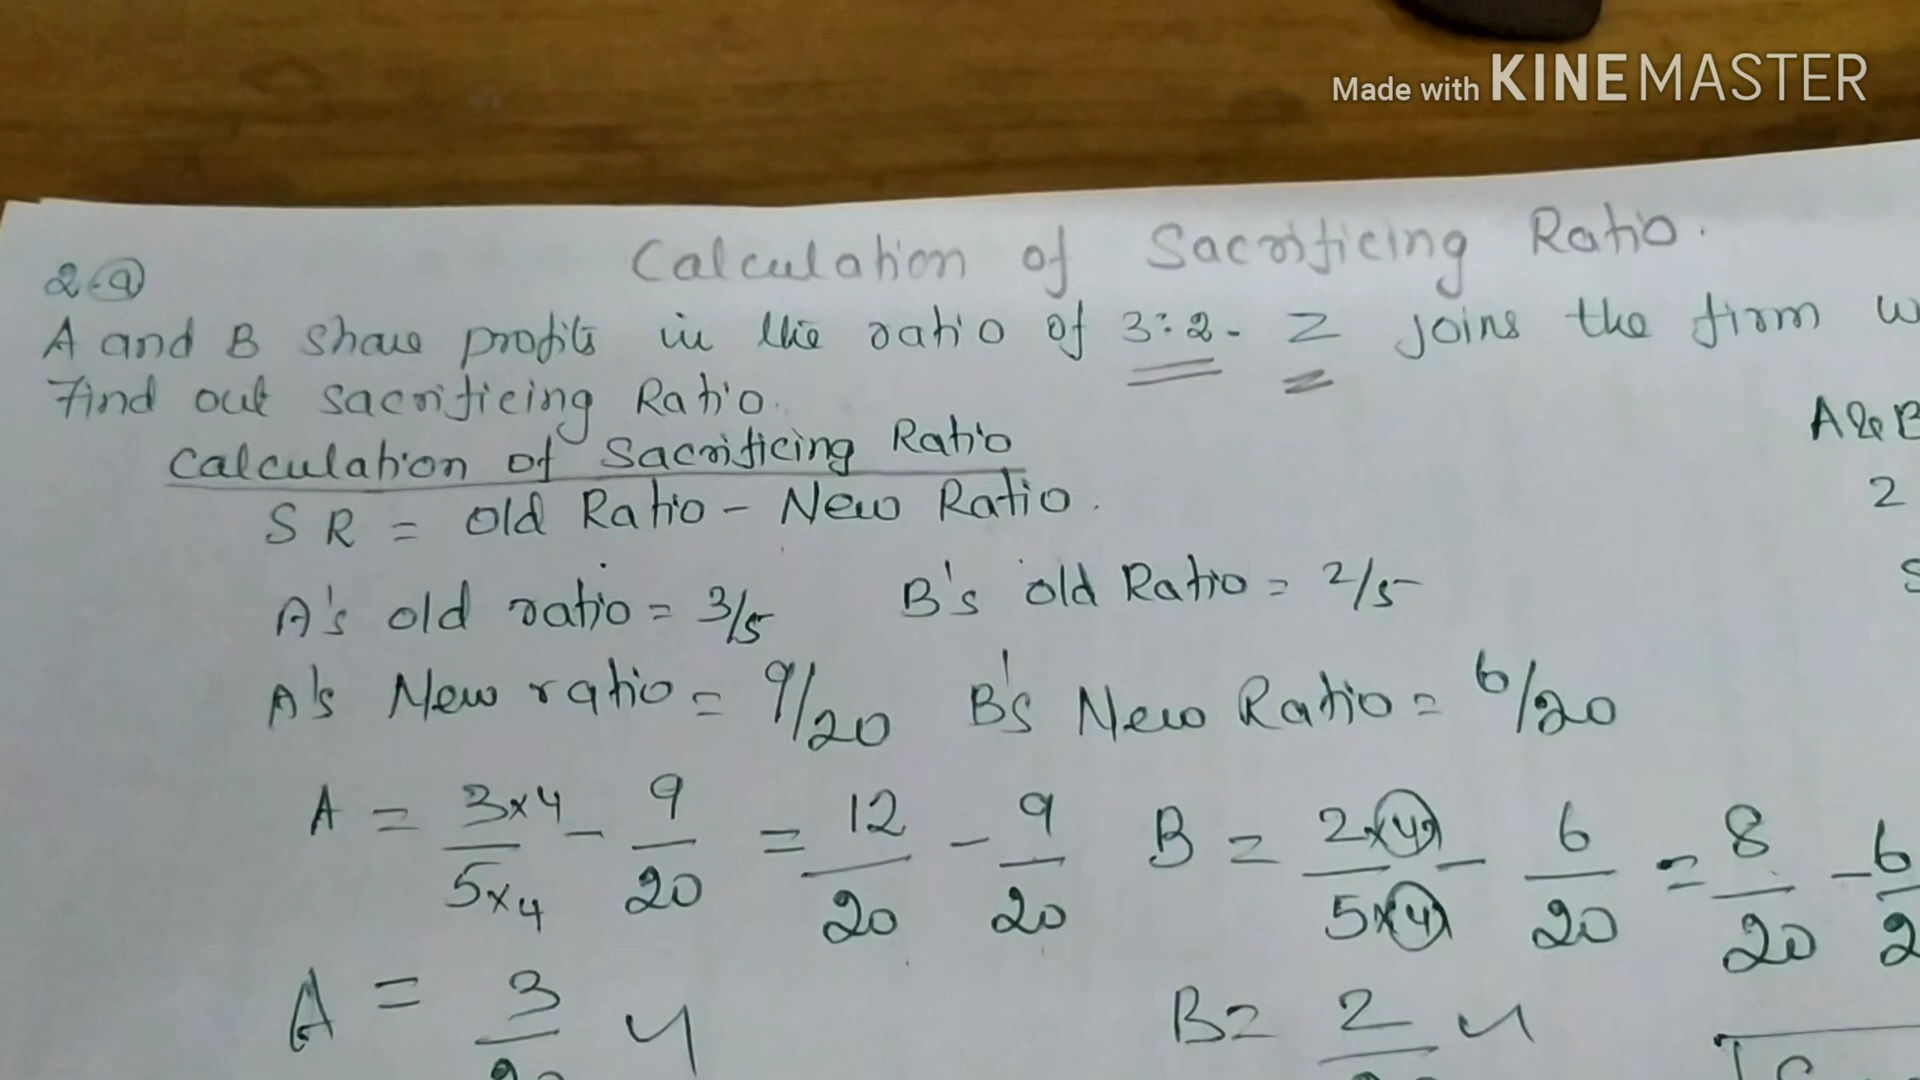 Made with KINEMASTER
Calculation of Sacrificing Ratio.
2.a
A and B share profits in the ratio of 3:2. Z joins the firm w
Find out sacrificing Ratio.
A & B
Calculation of Sacrificing Ratio
2
SR = Old Ratio - New Ratio.
A's old ratio = 3/5 B's old Ratio = 2/5
A's New ratio = 9/20 B's New Ratio = 6/20
A = 3x4/5x4 - 9/20 = 12/20 - 9/20 B = 2x4/5x4 - 6/20 = 8/20 - 6/2
A = 3/ B = 2/